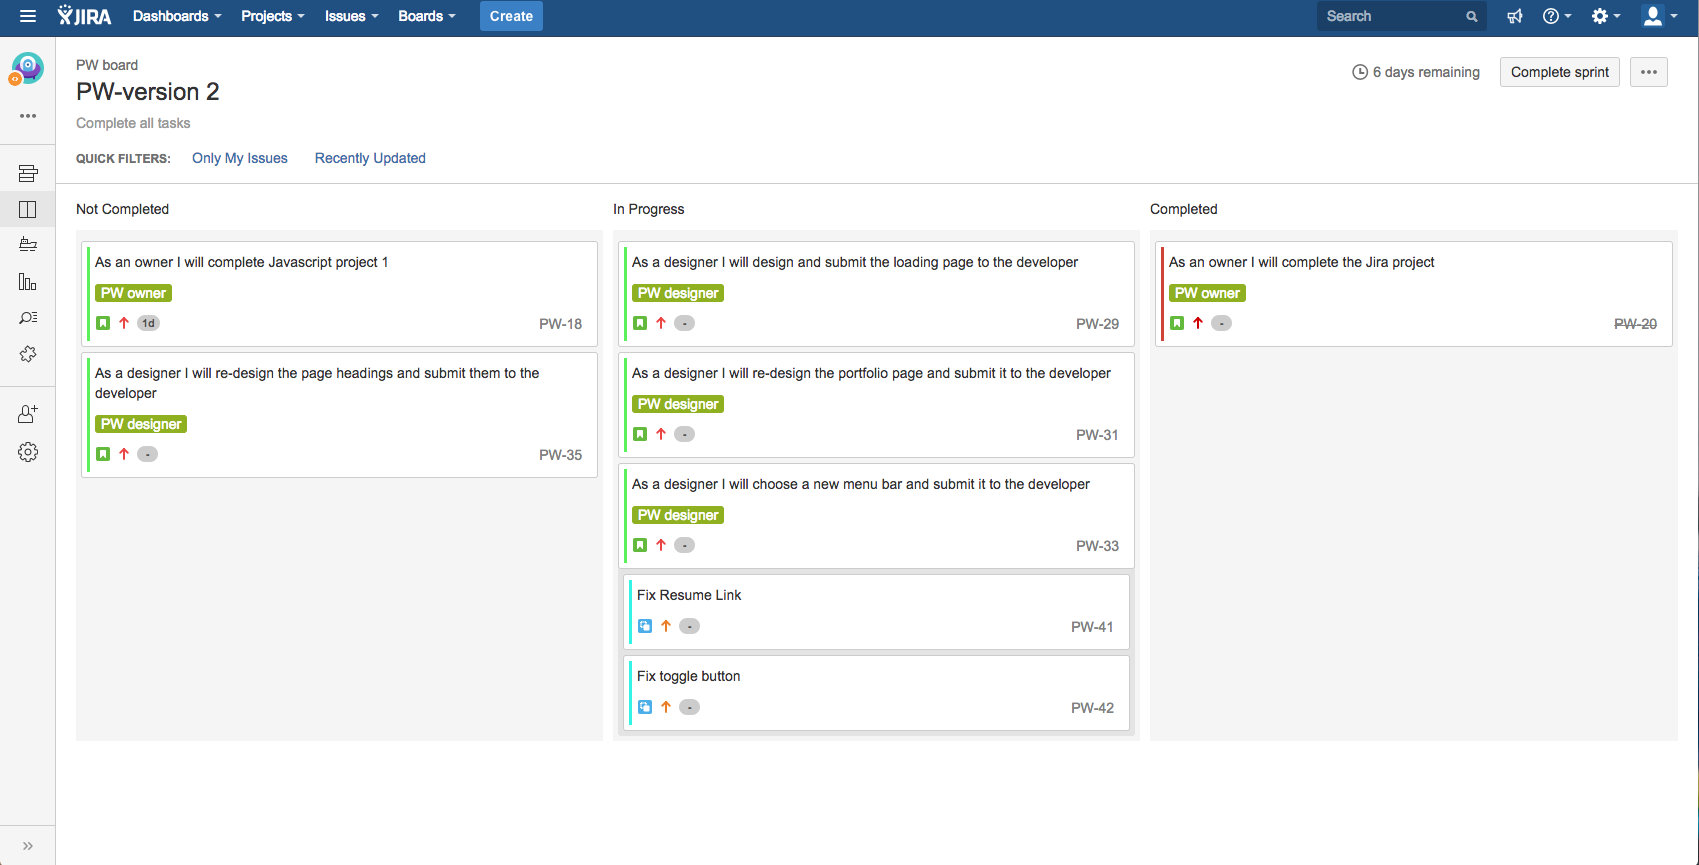 JIRA Dashboards Projects Issues Boards Create Search
PW board
PW-version 2
6 days remaining Complete sprint
Complete all tasks
QUICK FILTERS: Only My Issues Recently Updated
Not Completed
As an owner I will complete Javascript project 1
PW owner
1d PW-18
As a designer I will re-design the page headings and submit them to the
developer
PW designer
- PW-35
In Progress
As a designer I will design and submit the loading page to the developer
PW designer
- PW-29
As a designer I will re-design the portfolio page and submit it to the developer
PW designer
- PW-31
As a designer I will choose a new menu bar and submit it to the developer
PW designer
- PW-33
Fix Resume Link
- PW-41
Fix toggle button
- PW-42
Completed
As an owner I will complete the Jira project
PW owner
- PW-20